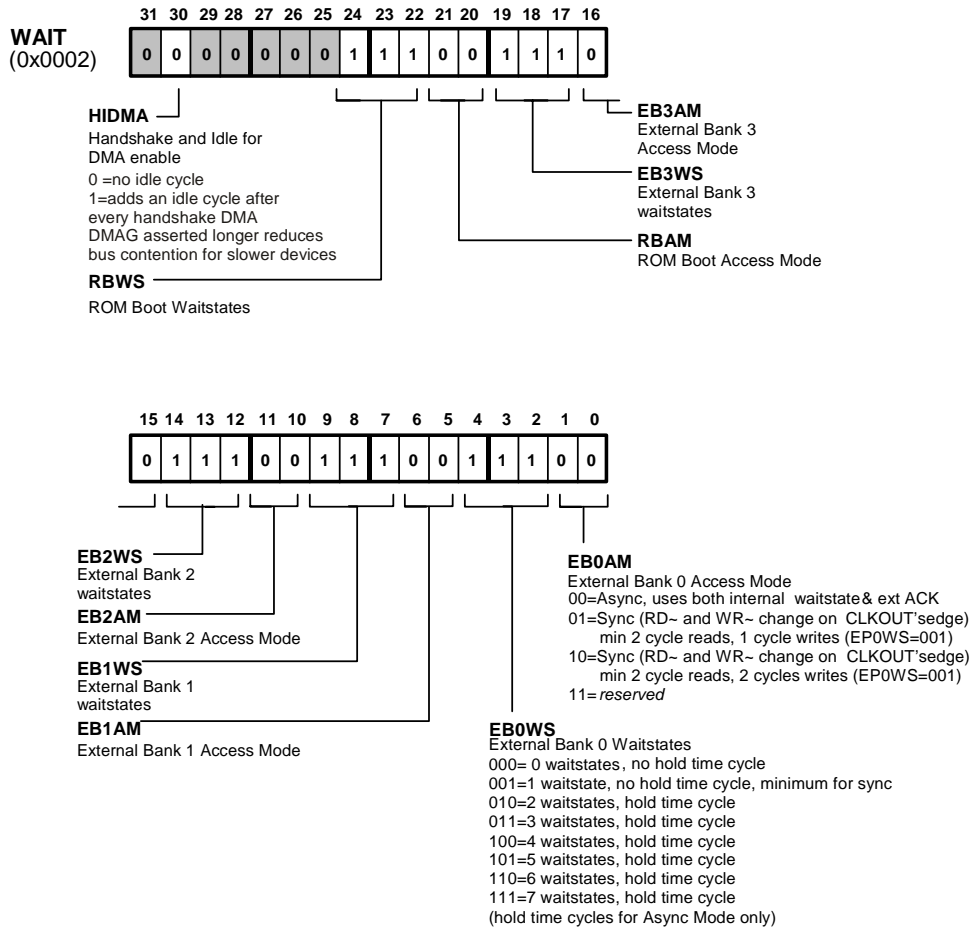 31 30 29 28 27 26 25 24 23 22 21 20 19 18 17 16
WAIT
(0x0002)
0 0 0 0 0 0 0 1 1 1 0 0 1 1 1 0
HIDMA
Handshake and Idle for
DMA enable
0 =no idle cycle
1=adds an idle cycle after
every handshake DMA
DMAG asserted longer reduces
bus contention for slower devices
RBWS
ROM Boot Waitstates
EB3AM
External Bank 3
Access Mode
EB3WS
External Bank 3
waitstates
RBAM
ROM Boot Access Mode
15 14 13 12 11 10 9 8 7 6 5 4 3 2 1 0
0 1 1 1 0 0 1 1 1 0 0 1 1 1 0 0
EB2WS
External Bank 2
waitstates
EB2AM
External Bank 2 Access Mode
EB1WS
External Bank 1
waitstates
EB1AM
External Bank 1 Access Mode
EB0AM
External Bank 0 Access Mode
00=Async, uses both internal waitstate& ext ACK
01=Sync (RD~ and WR~ change on CLKOUT'sedge)
min 2 cycle reads, 1 cycle writes (EP0WS=001)
10=Sync (RD~ and WR~ change on CLKOUT'sedge)
min 2 cycle reads, 2 cycles writes (EP0WS=001)
11=reserved
EB0WS
External Bank 0 Waitstates
000= 0 waitstates, no hold time cycle
001=1 waitstate, no hold time cycle, minimum for sync
010=2 waitstates, hold time cycle
011=3 waitstates, hold time cycle
100=4 waitstates, hold time cycle
101=5 waitstates, hold time cycle
110=6 waitstates, hold time cycle
111=7 waitstates, hold time cycle
(hold time cycles for Async Mode only)